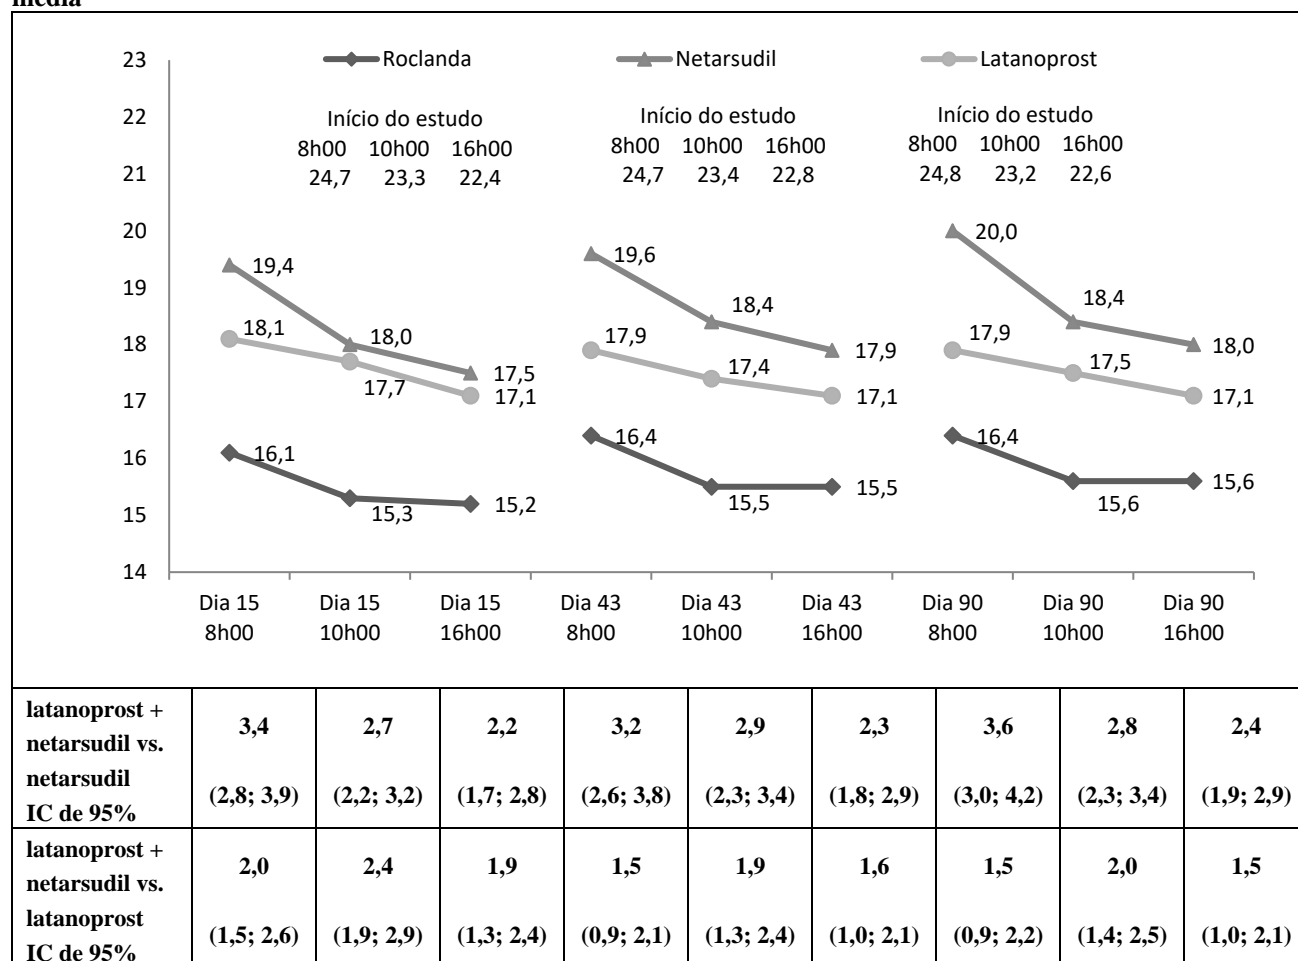 média
Roclanda Netarsudil Latanoprost
23
22
21
20
19
18
17
16
15
14
Início do estudo
8h00 10h00 16h00
24,7 23,3 22,4
Início do estudo
8h00 10h00 16h00
24,7 23,4 22,8
Início do estudo
8h00 10h00 16h00
24,8 23,2 22,6
19,4 18,0 17,5 19,6 18,4 17,9 20,0 18,4 18,0
18,1 17,7 17,1 17,9 17,4 17,1 17,9 17,5 17,1
16,1 15,3 15,2 16,4 15,5 15,5 16,4 15,6 15,6
Dia 15 Dia 15 Dia 15 Dia 43 Dia 43 Dia 43 Dia 90 Dia 90 Dia 90
8h00 10h00 16h00 8h00 10h00 16h00 8h00 10h00 16h00
latanoprost +
netarsudil vs.
netarsudil
IC de 95%
3,4 2,7 2,2 3,2 2,9 2,3 3,6 2,8 2,4
(2,8; 3,9) (2,2; 3,2) (1,7; 2,8) (2,6; 3,8) (2,3; 3,4) (1,8; 2,9) (3,0; 4,2) (2,3; 3,4) (1,9; 2,9)
latanoprost +
netarsudil vs.
latanoprost
IC de 95%
2,0 2,4 1,9 1,5 1,9 1,6 1,5 2,0 1,5
(1,5; 2,6) (1,9; 2,9) (1,3; 2,4) (0,9; 2,1) (1,3; 2,4) (1,0; 2,1) (0,9; 2,2) (1,4; 2,5) (1,0; 2,1)